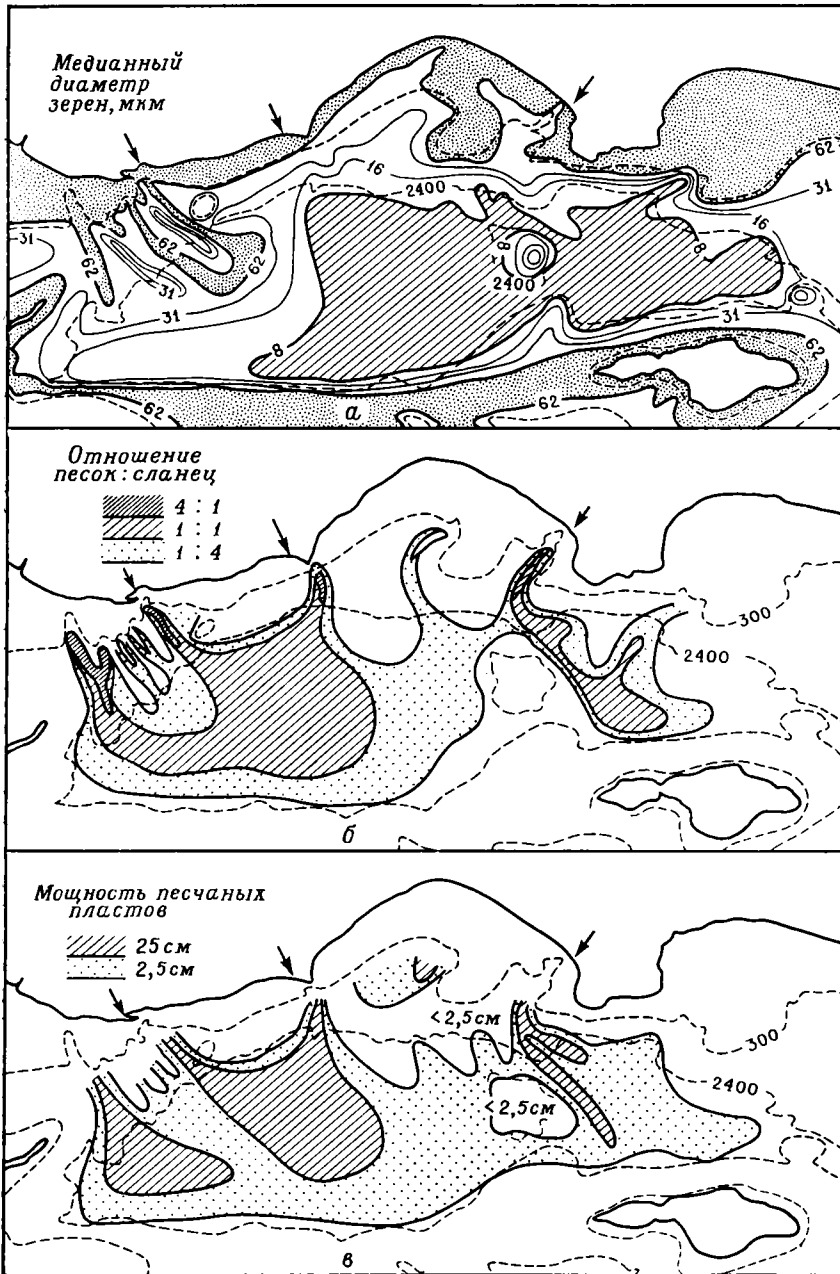 Медианный
диаметр
зерен, мкм
16
62
31
2400
16
31
62
62
8
8
2400
31
31
31
62
8
62
62
62
а
Отношение
песок : сланец
4 : 1
1 : 1
1 : 4
300
2400
б
Мощность песчаных
пластов
25 см
2,5 см
< 2,5 см
300
2400
< 2,5 см
в